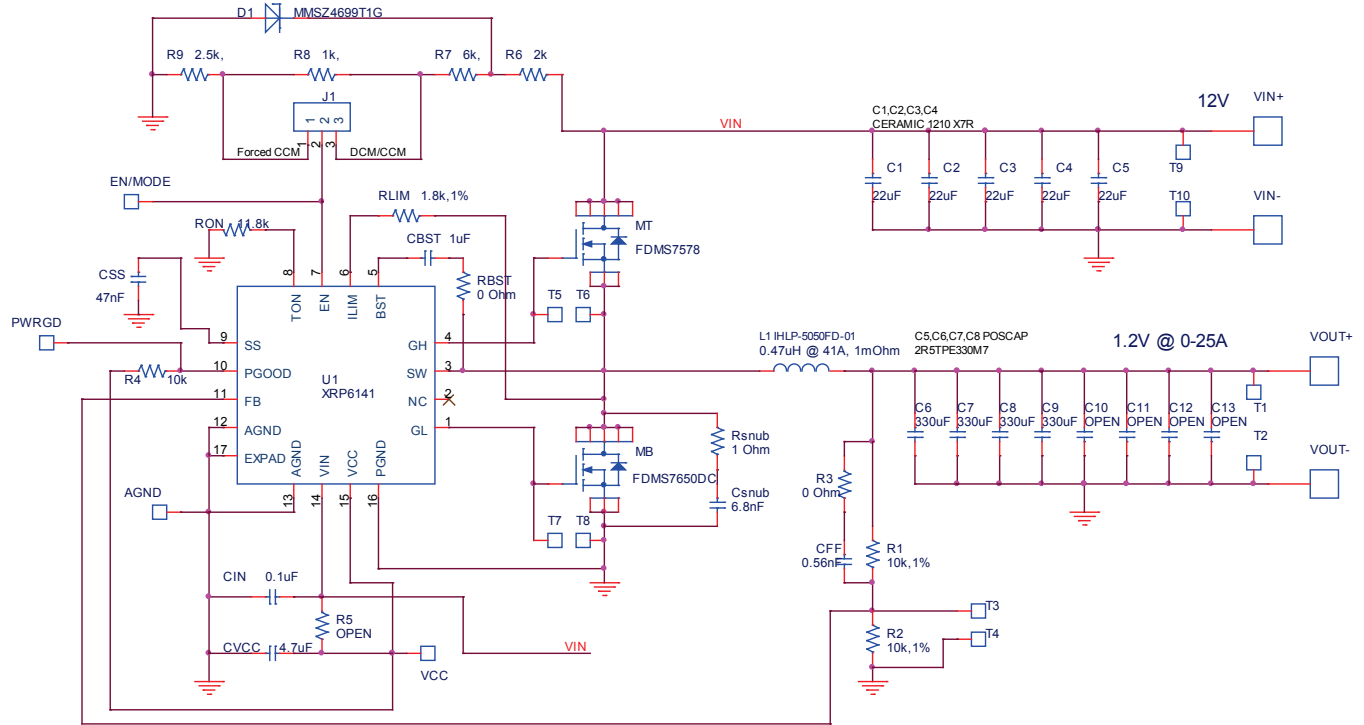 D1 MMSZ4699T1G
R9 2.5k,
R8 1k,
R7 6k,
R6 2k
J1
1 2 3
1 2 3
Forced CCM
DCM/CCM
EN/MODE
RON 11.8k
RLIM 1.8k,1%
CBST 1uF
RBST
0 Ohm
CSS
47nF
PWRGD
R4 10k
8 7 6 5
TON EN ILIM BST
9 SS
10 PGOOD
11 FB
12 AGND
17 EXPAD
U1
XRP6141
GH 4
SW 3
NC 2
GL 1
AGND VIN VCC PGND
13 14 15 16
AGND
CIN 0.1uF
R5
OPEN
CVCC 4.7uF
VCC
VIN
VIN
C1,C2,C3,C4
CERAMIC 1210 X7R
12V
VIN+
C1
22uF
C2
22uF
C3
22uF
C4
22uF
C5
22uF
T9
T10
VIN-
MT
FDMS7578
T5 T6
L1 IHLP-5050FD-01
0.47uH @ 41A, 1mOhm
C5,C6,C7,C8 POSCAP
2R5TPE330M7
1.2V @ 0-25A
VOUT+
C6
330uF
C7
330uF
C8
330uF
C9
330uF
C10
OPEN
C11
OPEN
C12
OPEN
C13
OPEN
T1
T2
VOUT-
MB
FDMS7650DC
T7 T8
Rsnub
1 Ohm
Csnub
6.8nF
R3
0 Ohm
CFF
0.56nF
R1
10k,1%
R2
10k,1%
T3
T4